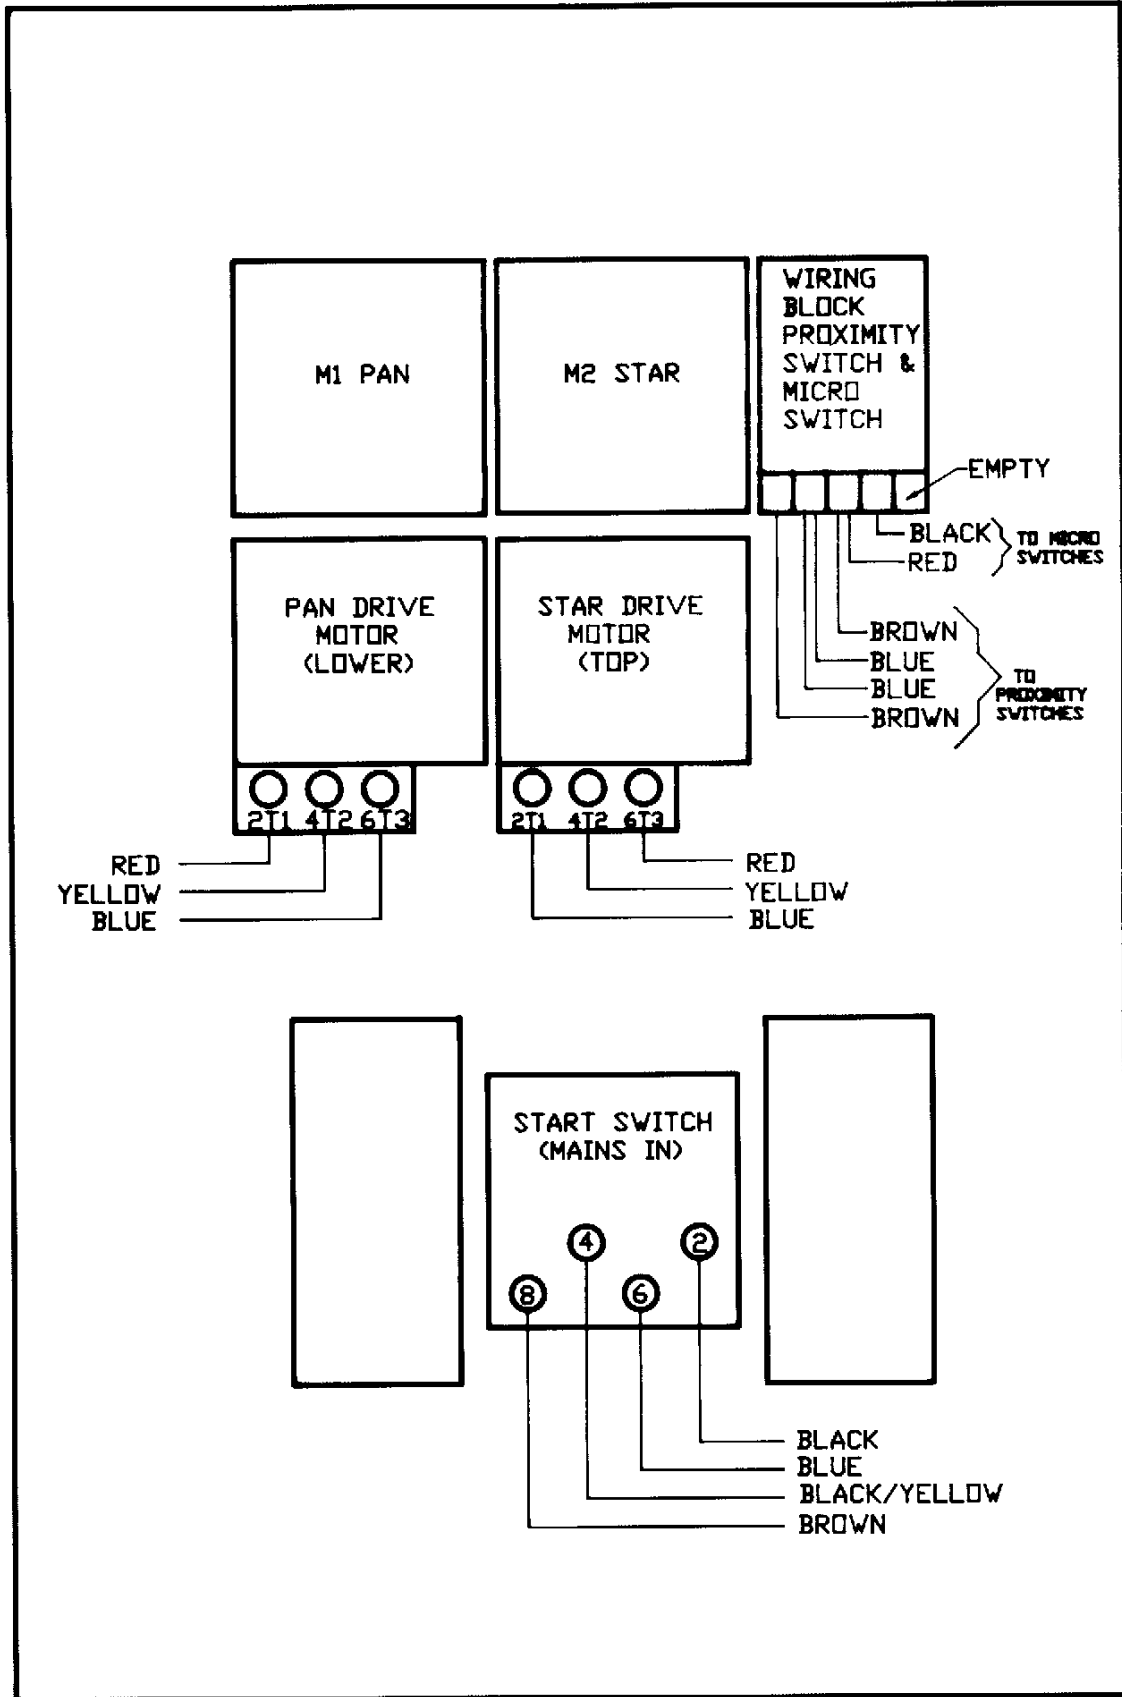 M1 PAN
M2 STAR
WIRING
BLOCK
PROXIMITY
SWITCH &
MICRO
SWITCH
EMPTY
BLACK
RED
TO MICRO
SWITCHES
PAN DRIVE
MOTOR
(LOWER)
STAR DRIVE
MOTOR
(TOP)
BROWN
BLUE
BLUE
BROWN
TO
PROXIMITY
SWITCHES
2T1 4T2 6T3
2T1 4T2 6T3
RED
YELLOW
BLUE
RED
YELLOW
BLUE
START SWITCH
(MAINS IN)
4
2
8
6
BLACK
BLUE
BLACK/YELLOW
BROWN